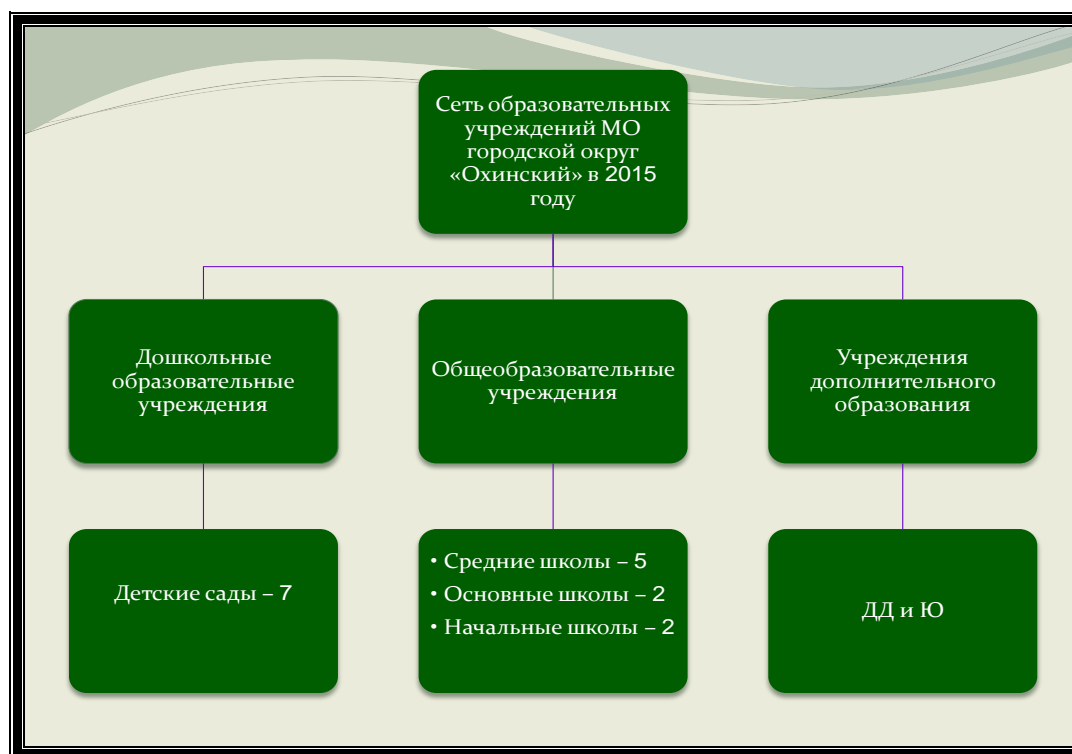 Сеть образовательных
учреждений МО
городской округ
«Охинский» в 2015
году
Дошкольные
образовательные
учреждения
Общеобразовательные
учреждения
Учреждения
дополнительного
образования
Детские сады – 7
• Средние школы – 5
• Основные школы – 2
• Начальные школы – 2
ДД и Ю